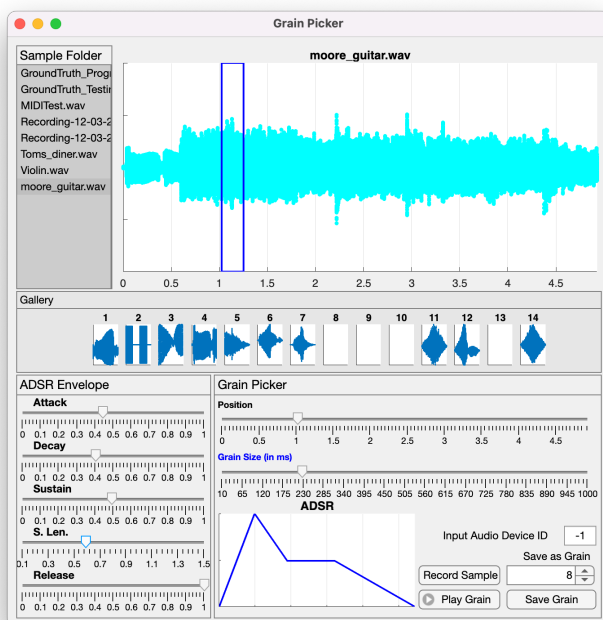 Grain Picker
Sample Folder
moore_guitar.wav
GroundTruth_Progr
GroundTruth_Testin
MIDITest.wav
Recording-12-03-2
Recording-12-03-2
Toms_diner.wav
Violin.wav
moore_guitar.wav
0 0.5 1 1.5 2 2.5 3 3.5 4 4.5
Gallery
1 2 3 4 5 6 7 8 9 10 11 12 13 14
ADSR Envelope
Attack
0 0.1 0.2 0.3 0.4 0.5 0.6 0.7 0.8 0.9 1
Decay
0 0.1 0.2 0.3 0.4 0.5 0.6 0.7 0.8 0.9 1
Sustain
0 0.1 0.2 0.3 0.4 0.5 0.6 0.7 0.8 0.9 1
S. Len.
0.1 0.3 0.5 0.7 0.9 1.1 1.3 1.5
Release
0 0.1 0.2 0.3 0.4 0.5 0.6 0.7 0.8 0.9 1
Grain Picker
Position
0 0.5 1 1.5 2 2.5 3 3.5 4 4.5
Grain Size (in ms)
10 65 120 175 230 285 340 395 450 505 560 615 670 725 780 835 890 945 1000
ADSR
Input Audio Device ID -1
Save as Grain
Record Sample 8
Play Grain Save Grain